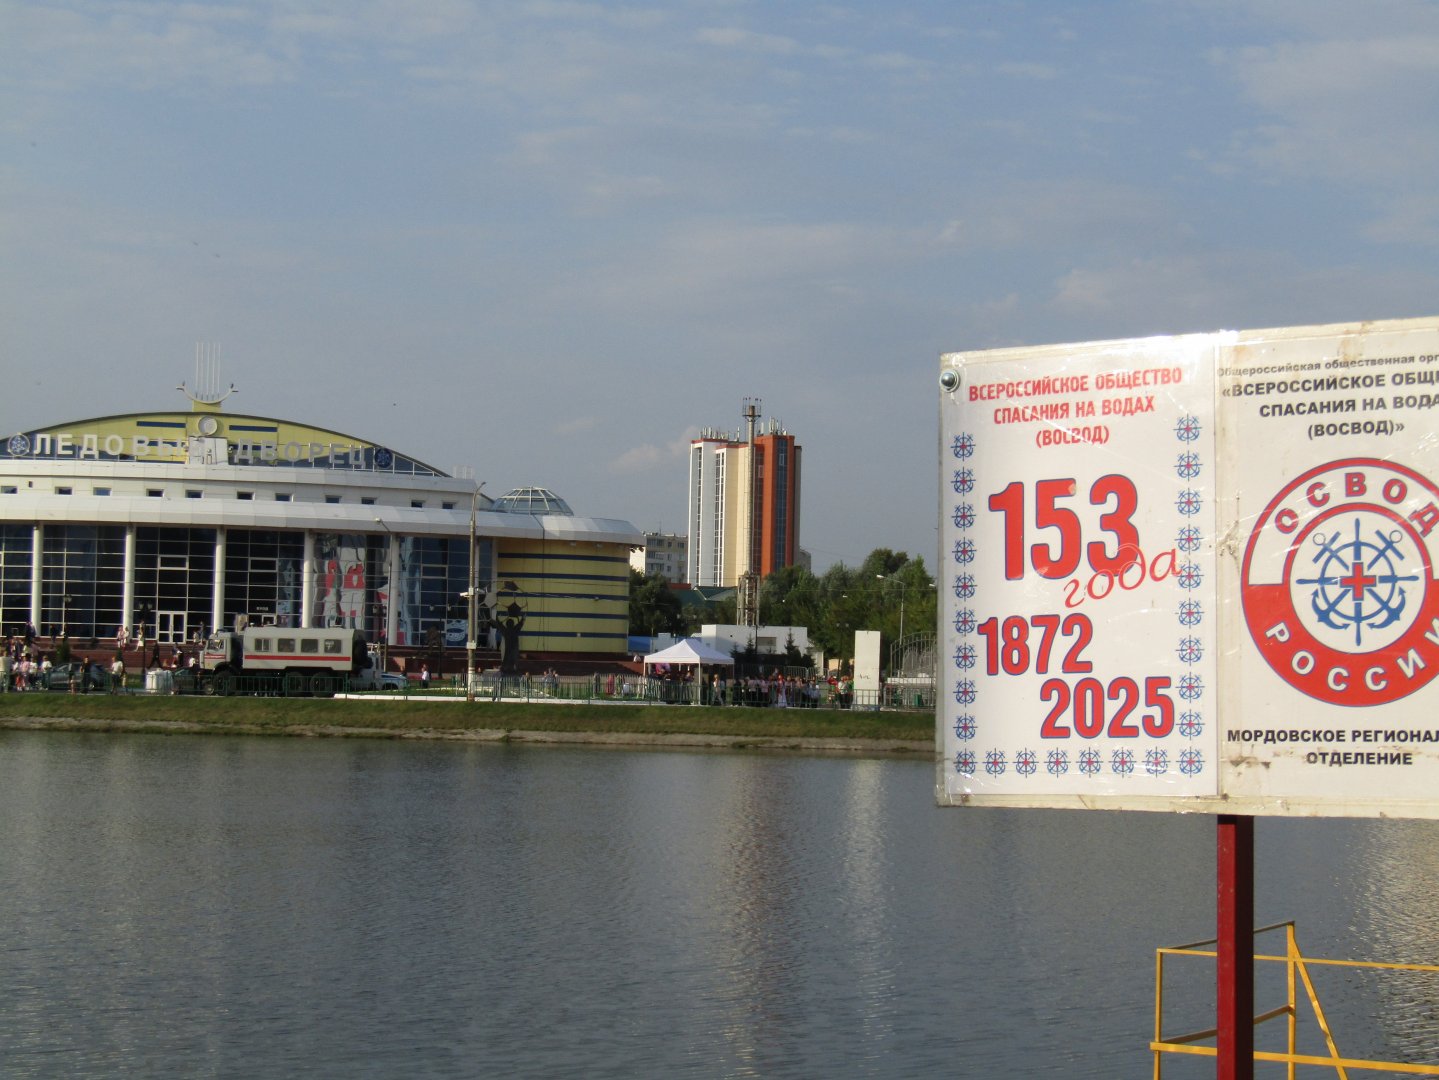 ЛЕДОВЫЙ ДВОРЕЦ
ВСЕРОССИЙСКОЕ ОБЩЕСТВО
СПАСАНИЯ НА ВОДАХ
(ВОСВОД)
153
года
1872
2025
Общероссийская общественная орг
«ВСЕРОССИЙСКОЕ ОБЩЕ
СПАСАНИЯ НА ВОДА
(ВОСВОД)»
ОСВОД
РОССИИ
МОРДОВСКОЕ РЕГИОНАЛ
ОТДЕЛЕНИЕ